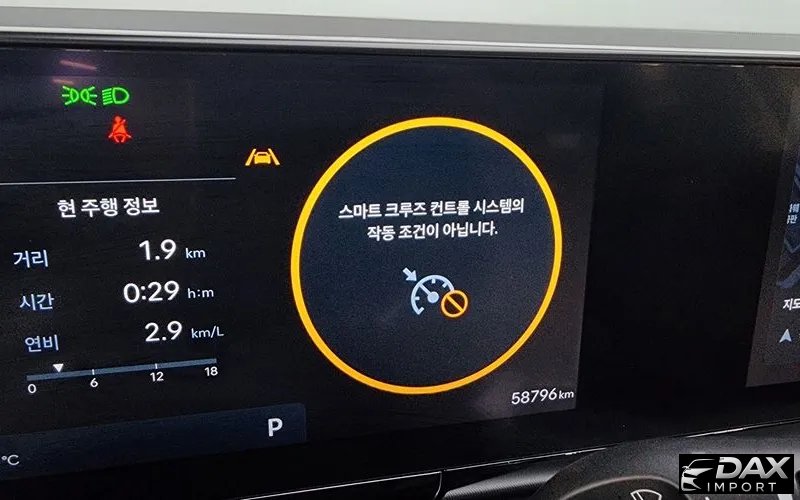 현 주행 정보
거리 1.9 km
시간 0:29 h:m
연비 2.9 km/L
0 6 12 18
스마트 크루즈 컨트롤 시스템의
작동 조건이 아닙니다.
58796 km
P
°C
지도
DAX
IMPORT